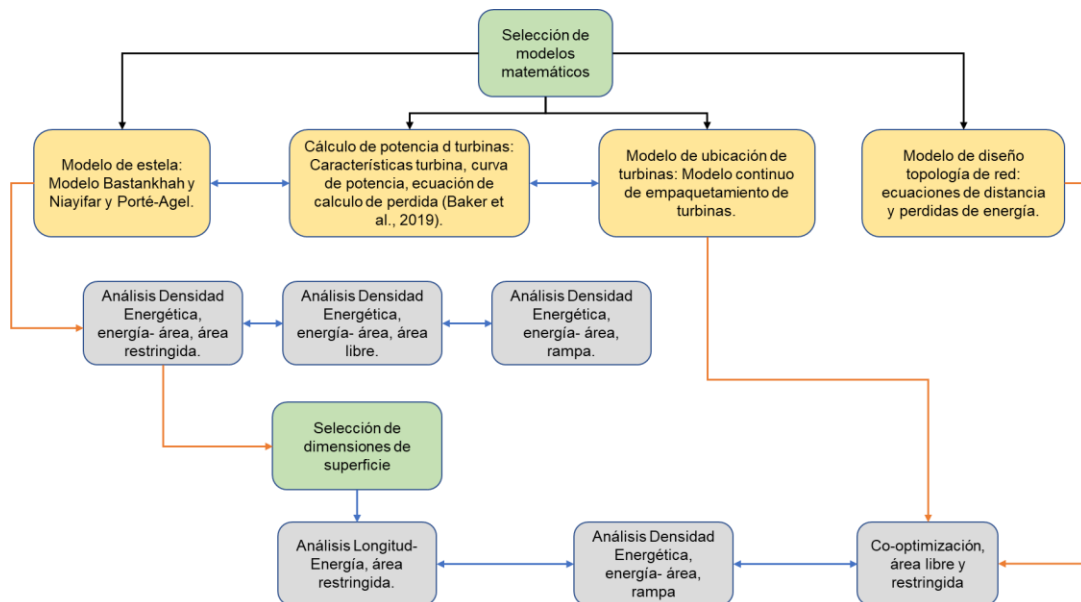 Selección de
modelos
matemáticos
Modelo de estela:
Modelo Bastankhah y
Niayifar y Porté-Agel.
Cálculo de potencia d turbinas:
Características turbina, curva
de potencia, ecuación de
calculo de perdida (Baker et
al., 2019).
Modelo de ubicación de
turbinas: Modelo continuo
de empaquetamiento de
turbinas.
Modelo de diseño
topología de red:
ecuaciones de distancia
y perdidas de energía.
Análisis Densidad
Energética,
energía- área, área
restringida.
Análisis Densidad
Energética,
energía- área, área
libre.
Análisis Densidad
Energética,
energía- área,
rampa.
Selección de
dimensiones de
superficie
Análisis Longitud-
Energía, área
restringida.
Análisis Densidad
Energética,
energía- área,
rampa
Co-optimización,
área libre y
restringida